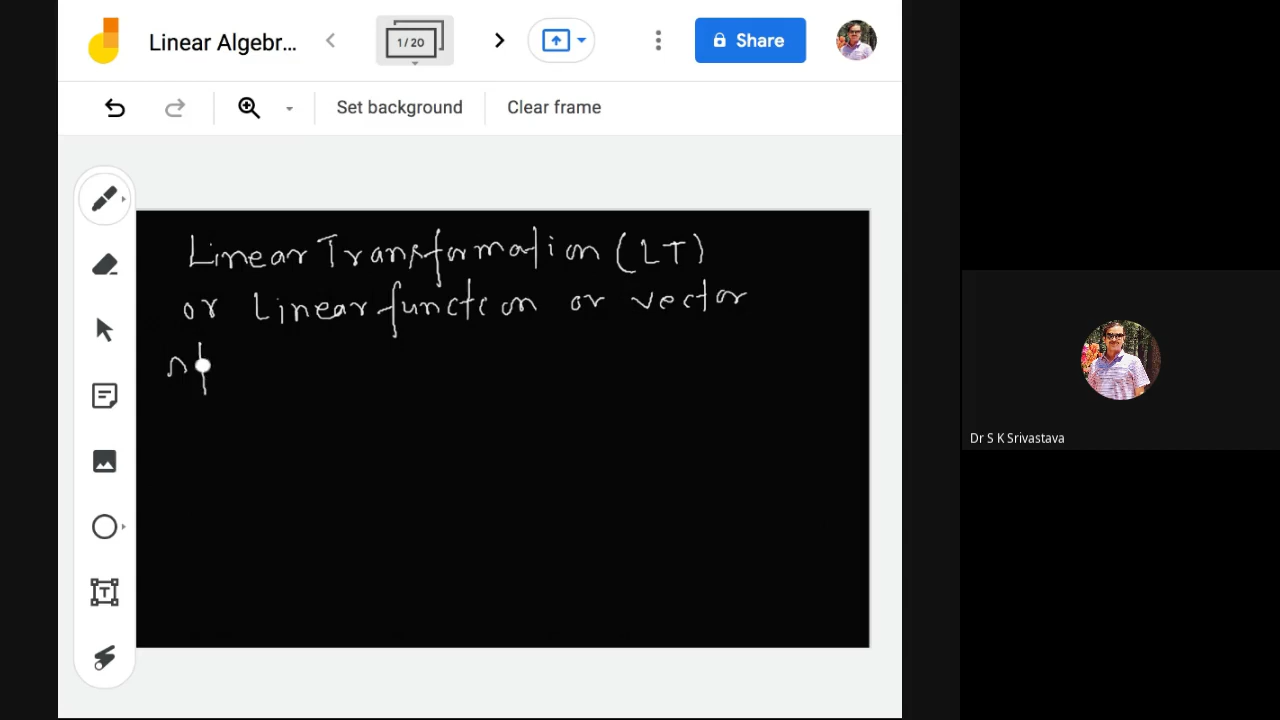 Linear Algebr...
1/20
Share
Set background
Clear frame
Linear Transformation (LT)
or Linear function or vector
Dr S K Srivastava